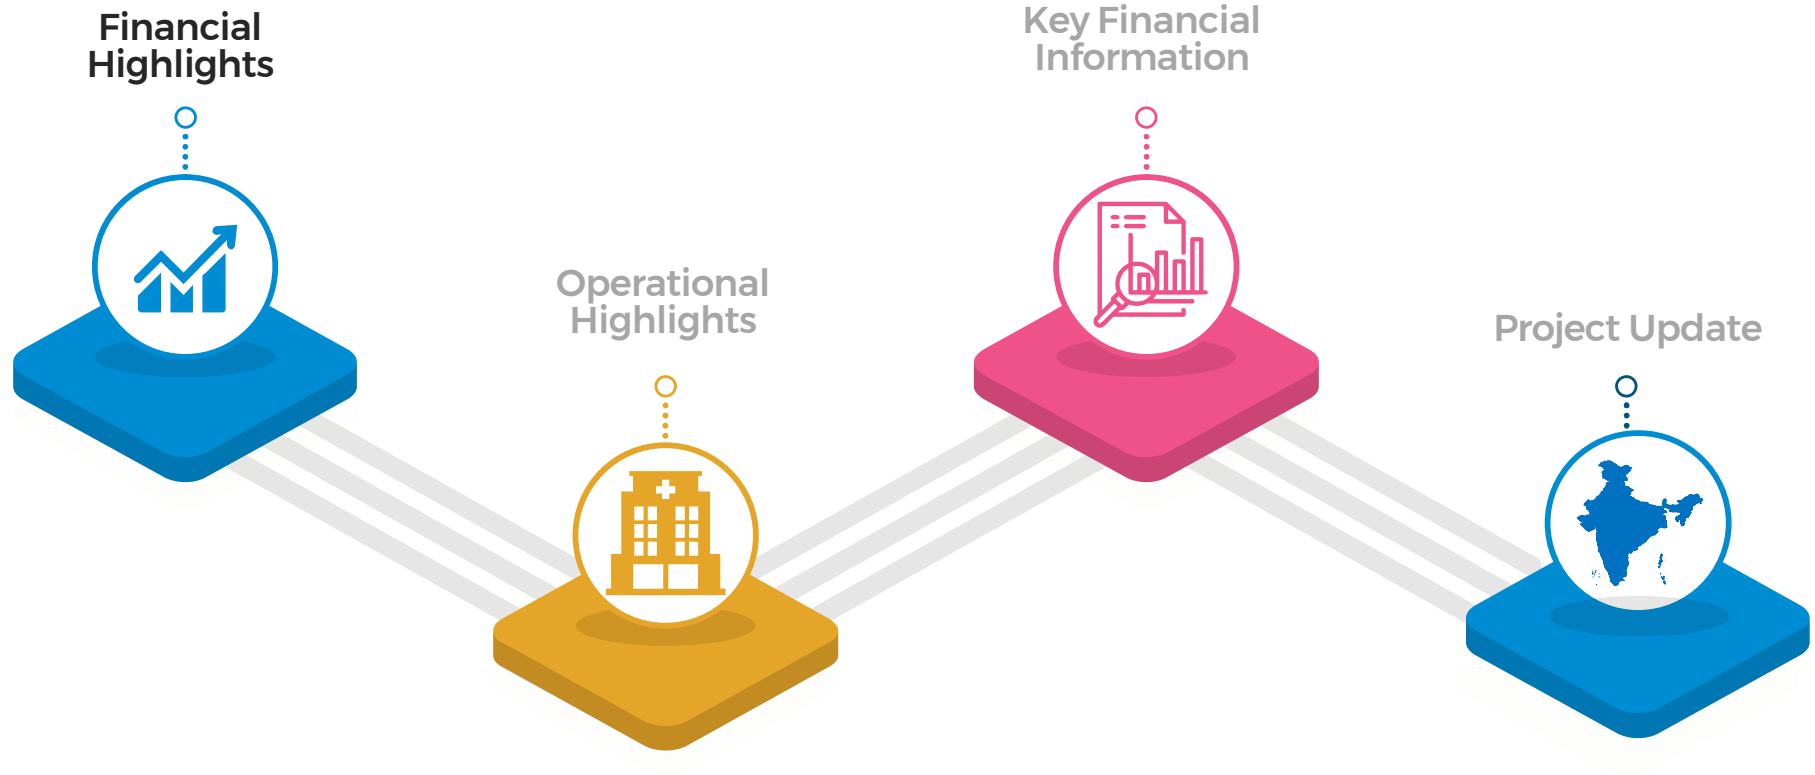 Financial
Highlights
Operational
Highlights
Key Financial
Information
Project Update